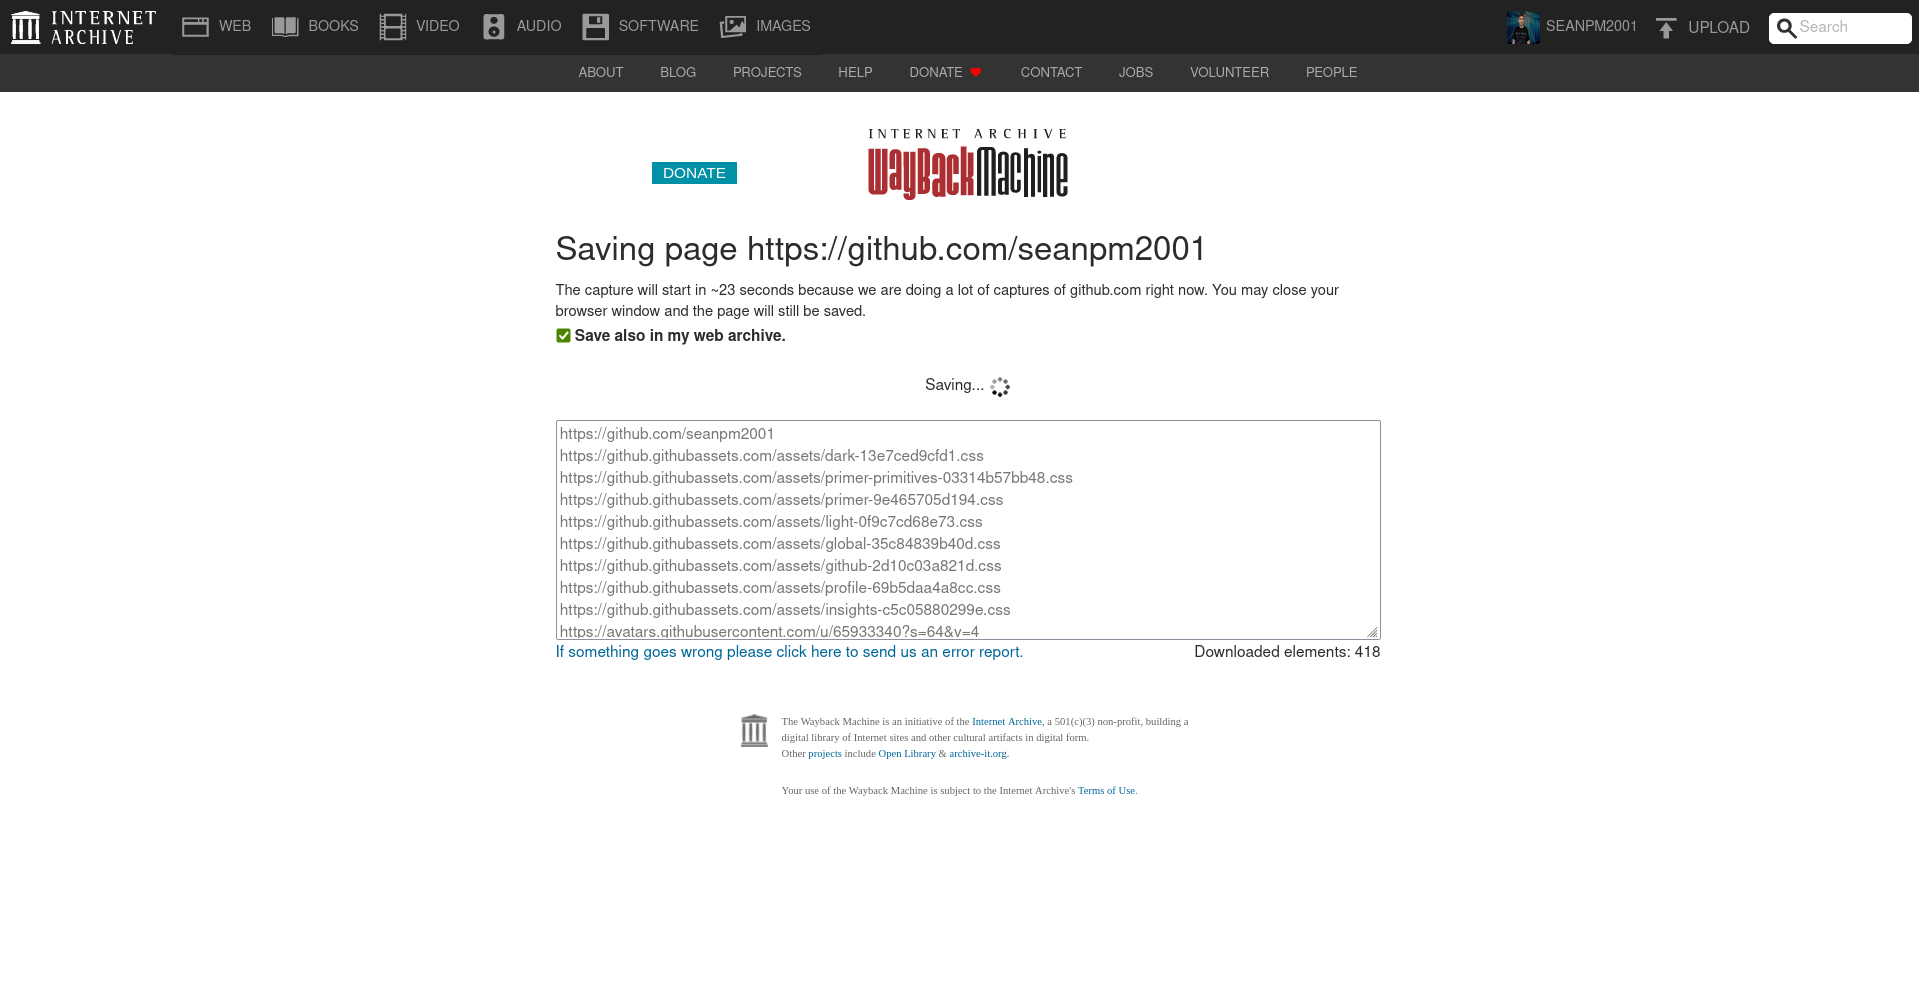 INTERNET ARCHIVE
WEB BOOKS VIDEO AUDIO SOFTWARE IMAGES SEANPM2001 UPLOAD Search
ABOUT BLOG PROJECTS HELP DONATE CONTACT JOBS VOLUNTEER PEOPLE
INTERNET ARCHIVE
WayBackMachine
DONATE
Saving page https://github.com/seanpm2001
The capture will start in ~23 seconds because we are doing a lot of captures of github.com right now. You may close your
browser window and the page will still be saved.
Save also in my web archive.
Saving...
https://github.com/seanpm2001
https://github.githubassets.com/assets/dark-13e7ced9cfd1.css
https://github.githubassets.com/assets/primer-primitives-03314b57bb48.css
https://github.githubassets.com/assets/primer-9e465705d194.css
https://github.githubassets.com/assets/light-0f9c7cd68e73.css
https://github.githubassets.com/assets/global-35c84839b40d.css
https://github.githubassets.com/assets/github-2d10c03a821d.css
https://github.githubassets.com/assets/profile-69b5daa4a8cc.css
https://github.githubassets.com/assets/insights-c5c05880299e.css
https://avatars.githubusercontent.com/u/65933340?s=64&v=4
If something goes wrong please click here to send us an error report. Downloaded elements: 418
The Wayback Machine is an initiative of the Internet Archive, a 501(c)(3) non-profit, building a
digital library of Internet sites and other cultural artifacts in digital form.
Other projects include Open Library & archive-it.org.
Your use of the Wayback Machine is subject to the Internet Archive's Terms of Use.